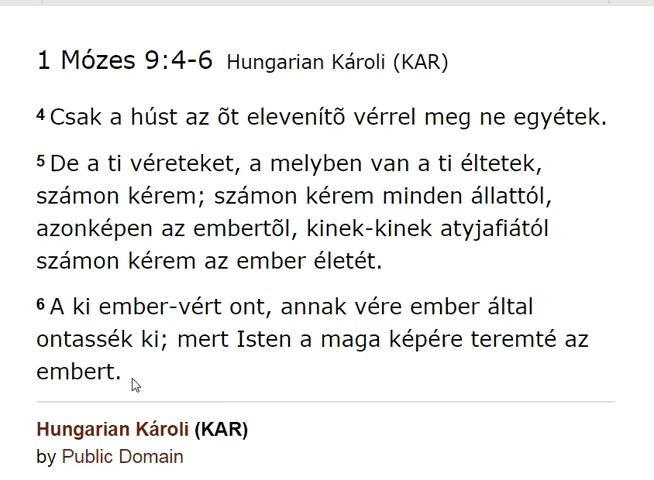 1 Mózes 9:4-6 Hungarian Károli (KAR)
4 Csak a húst az õt elevenítõ vérrel meg ne egyétek.
5 De a ti véreteket, a melyben van a ti éltetek,
számon kérem; számon kérem minden állattól,
azonképen az embertõl, kinek-kinek atyjafiától
számon kérem az ember életét.
6 A ki ember-vért ont, annak vére ember által
ontassék ki; mert Isten a maga képére teremté az
embert.
Hungarian Károli (KAR)
by Public Domain